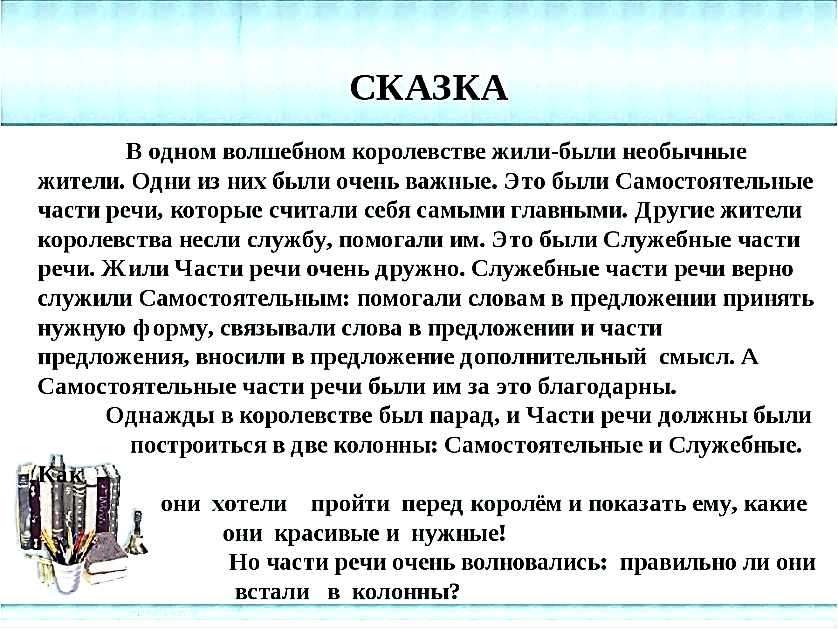 СКАЗКА
В одном волшебном королевстве жили-были необычные
жители. Одни из них были очень важные. Это были Самостоятельные
части речи, которые считали себя самыми главными. Другие жители
королевства несли службу, помогали им. Это были Служебные части
речи. Жили Части речи очень дружно. Служебные части речи верно
служили Самостоятельным: помогали словам в предложении принять
нужную форму, связывали слова в предложении и части
предложения, вносили в предложение дополнительный смысл. А
Самостоятельные части речи были им за это благодарны.
Однажды в королевстве был парад, и Части речи должны были
построиться в две колонны: Самостоятельные и Служебные.
Как
они хотели пройти перед королём и показать ему, какие
они красивые и нужные!
Но части речи очень волновались: правильно ли они
встали в колонны?